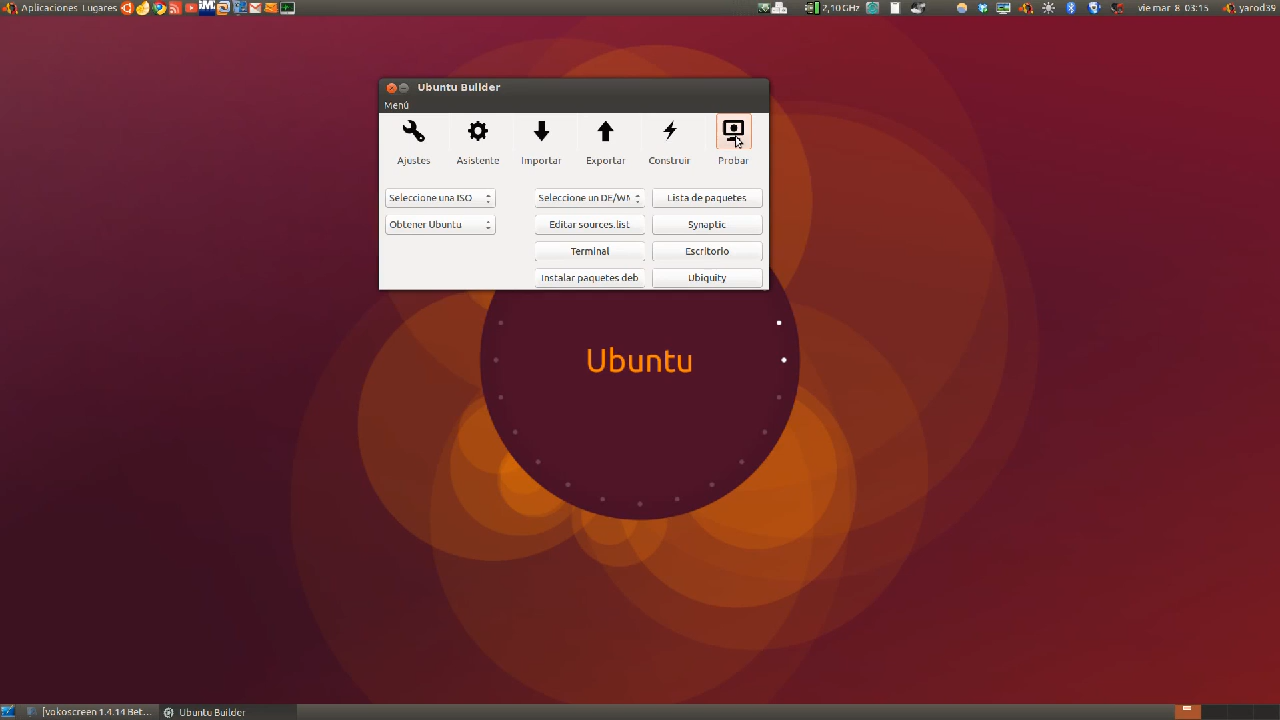 Aplicaciones Lugares 2,10 GHz vie mar 8, 03:15 yarod39
Ubuntu Builder
Menú
Ajustes Asistente Importar Exportar Construir Probar
Seleccione una ISO Seleccione un DE/WM Lista de paquetes
Obtener Ubuntu Editar sources.list Synaptic
Terminal Escritorio
Instalar paquetes deb Ubiquity
Ubuntu
[vokoscreen 1.4.14 Bet... Ubuntu Builder